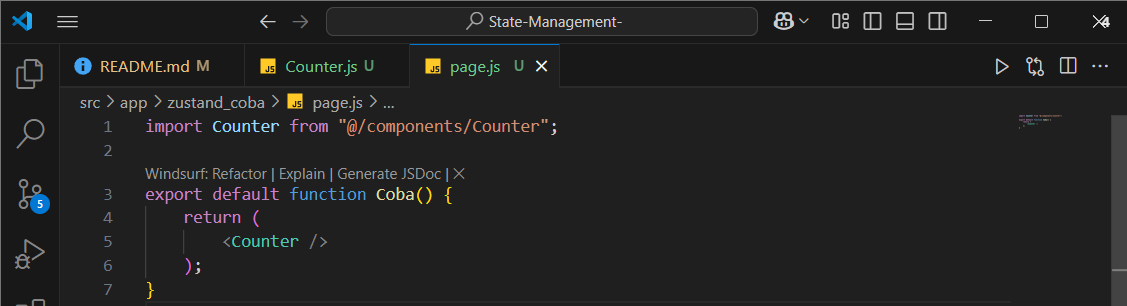 State-Management-
README.md M
Counter.js U
page.js U
src > app > zustand_coba > JS page.js > ...
1 import Counter from "@/components/Counter";
2
Windsurf: Refactor | Explain | Generate JSDoc | ×
3 export default function Coba() {
4     return (
5         <Counter />
6     );
7 }
5